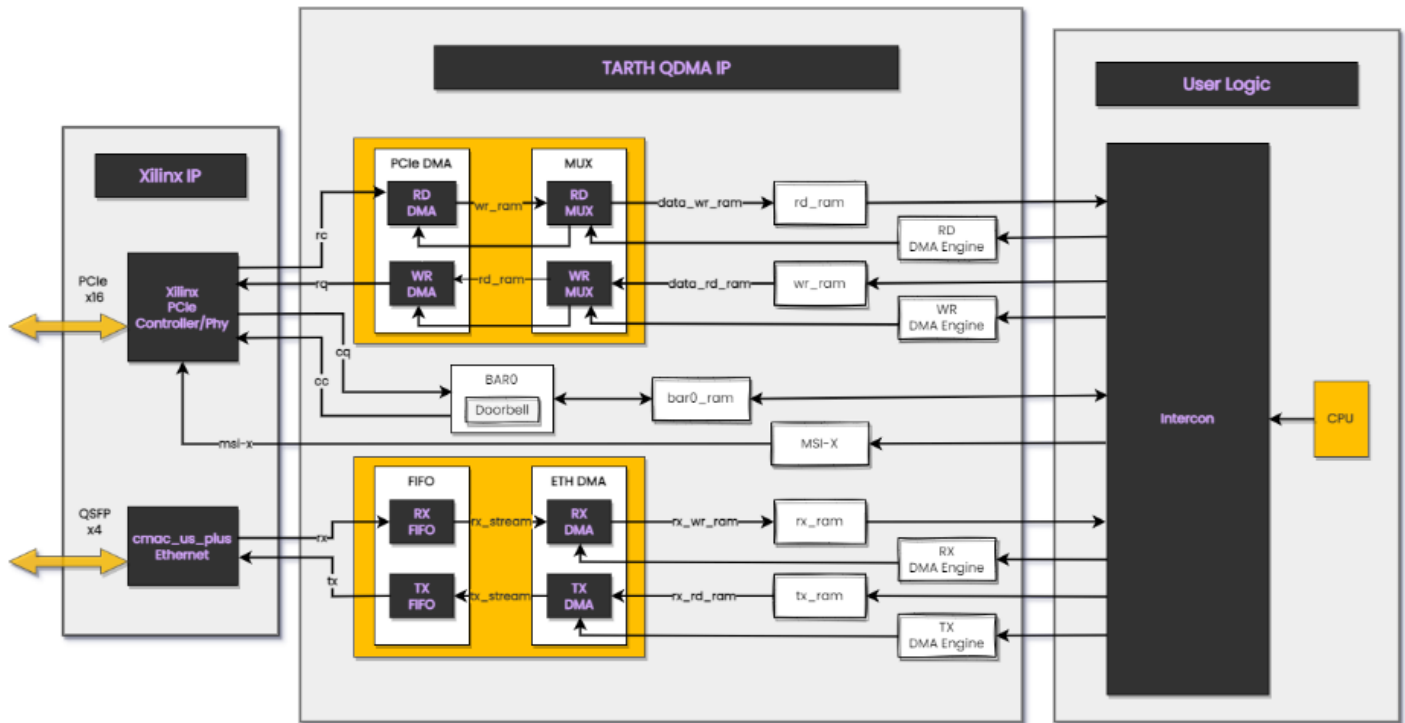 TARTH QDMA IP
User Logic
Xilinx IP
PCIe DMA
MUX
RD
DMA
wr_ram
RD
MUX
data_wr_ram
rd_ram
rc
RD
DMA Engine
PCIe
x16
Xilinx
PCIe
Controller/Phy
rq
WR
DMA
rd_ram
WR
MUX
data_rd_ram
wr_ram
WR
DMA Engine
cq
cc
BAR0
Doorbell
bar0_ram
Intercon
CPU
msi-x
MSI-X
FIFO
ETH DMA
QSFP
x4
cmac_us_plus
Ethernet
rx
RX
FIFO
rx_stream
RX
DMA
rx_wr_ram
rx_ram
RX
DMA Engine
tx
TX
FIFO
tx_stream
TX
DMA
rx_rd_ram
tx_ram
TX
DMA Engine